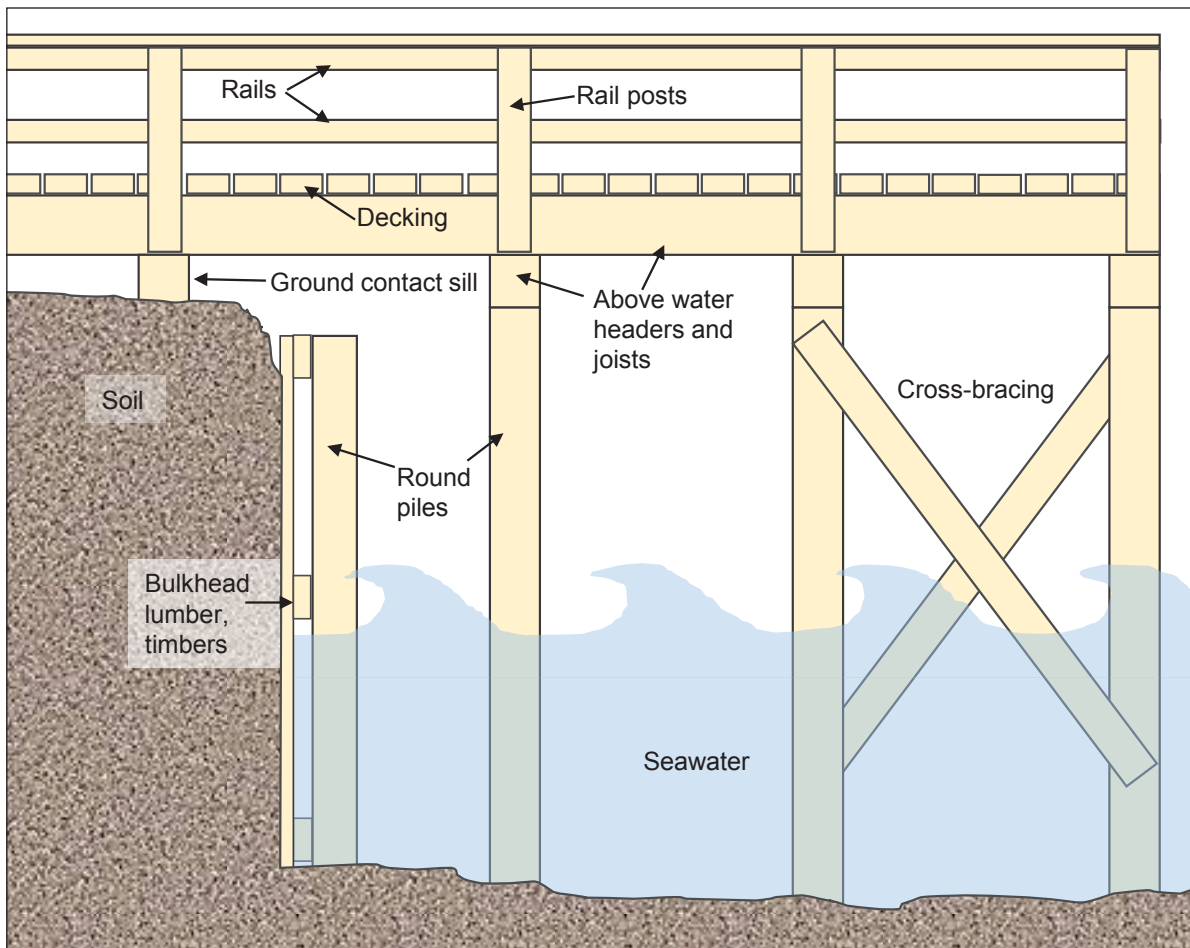 Rails
Rail posts
Decking
Ground contact sill
Above water
headers and
joists
Soil
Cross-bracing
Round
piles
Bulkhead
lumber,
timbers
Seawater